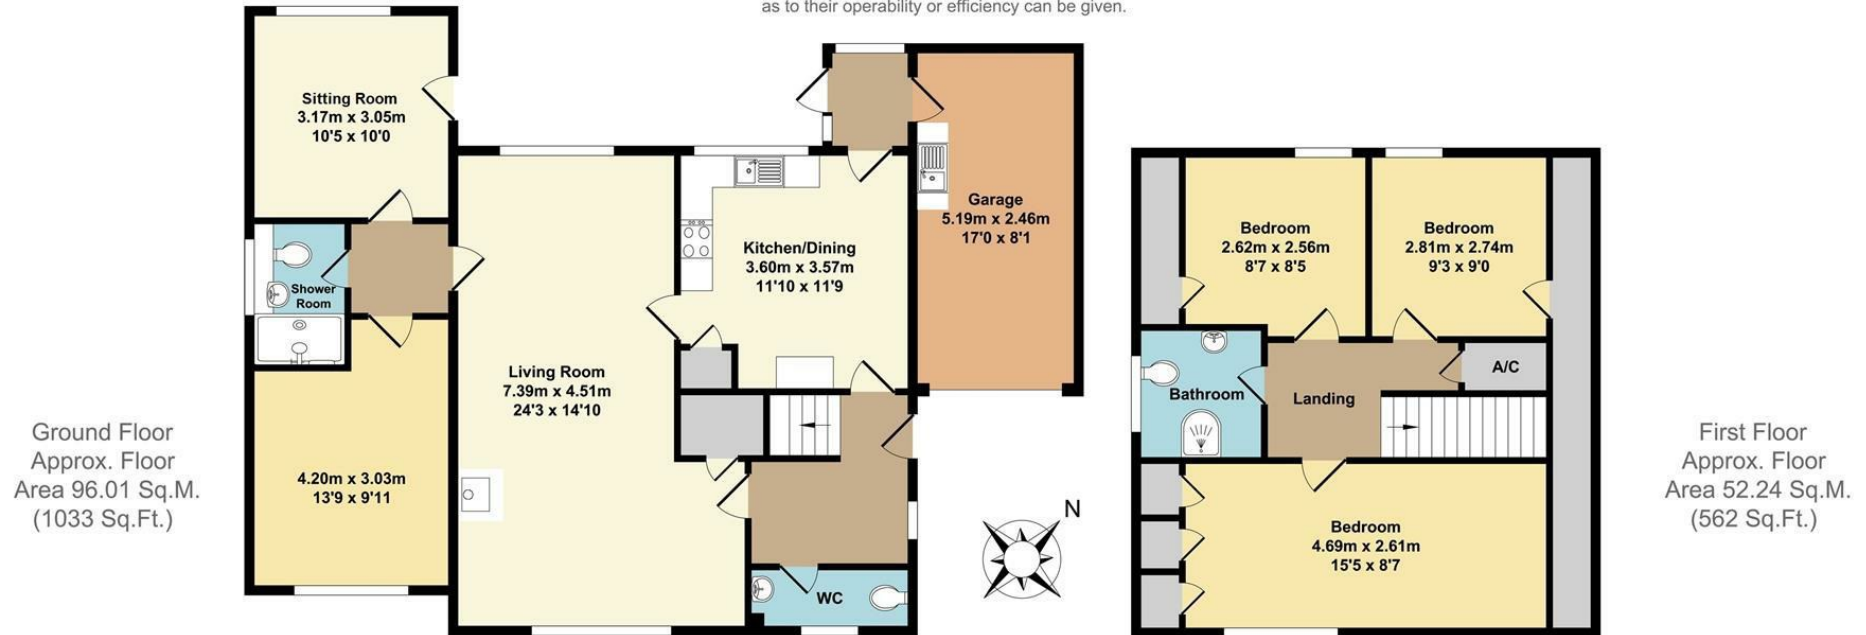 as to their operability or efficiency can be given.
Sitting Room
3.17m x 3.05m
10'5 x 10'0
Shower
Room
4.20m x 3.03m
13'9 x 9'11
Living Room
7.39m x 4.51m
24'3 x 14'10
Kitchen/Dining
3.60m x 3.57m
11'10 x 11'9
Garage
5.19m x 2.46m
17'0 x 8'1
WC
N
Ground Floor
Approx. Floor
Area 96.01 Sq.M.
(1033 Sq.Ft.)
Bedroom
2.62m x 2.56m
8'7 x 8'5
Bedroom
2.81m x 2.74m
9'3 x 9'0
Bathroom
Landing
A/C
Bedroom
4.69m x 2.61m
15'5 x 8'7
First Floor
Approx. Floor
Area 52.24 Sq.M.
(562 Sq.Ft.)